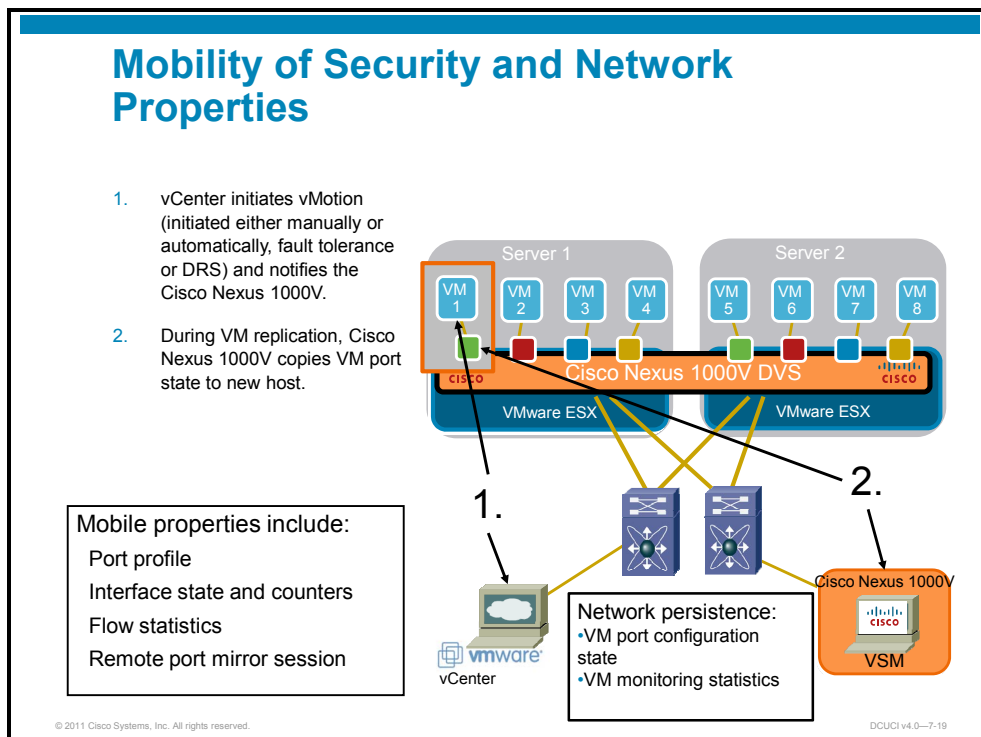 Mobility of Security and Network
Properties
1. vCenter initiates vMotion
(initiated either manually or
automatically, fault tolerance
or DRS) and notifies the
Cisco Nexus 1000V.
2. During VM replication, Cisco
Nexus 1000V copies VM port
state to new host.
Server 1
Server 2
VM
1
VM
2
VM
3
VM
4
VM
5
VM
6
VM
7
VM
8
Cisco Nexus 1000V DVS
CISCO
CISCO
VMware ESX
VMware ESX
1.
2.
Mobile properties include:
Port profile
Interface state and counters
Flow statistics
Remote port mirror session
vmware
vCenter
Network persistence:
•VM port configuration
state
•VM monitoring statistics
Cisco Nexus 1000V
CISCO
VSM
© 2011 Cisco Systems, Inc. All rights reserved.
DCUCI v4.0—7-19